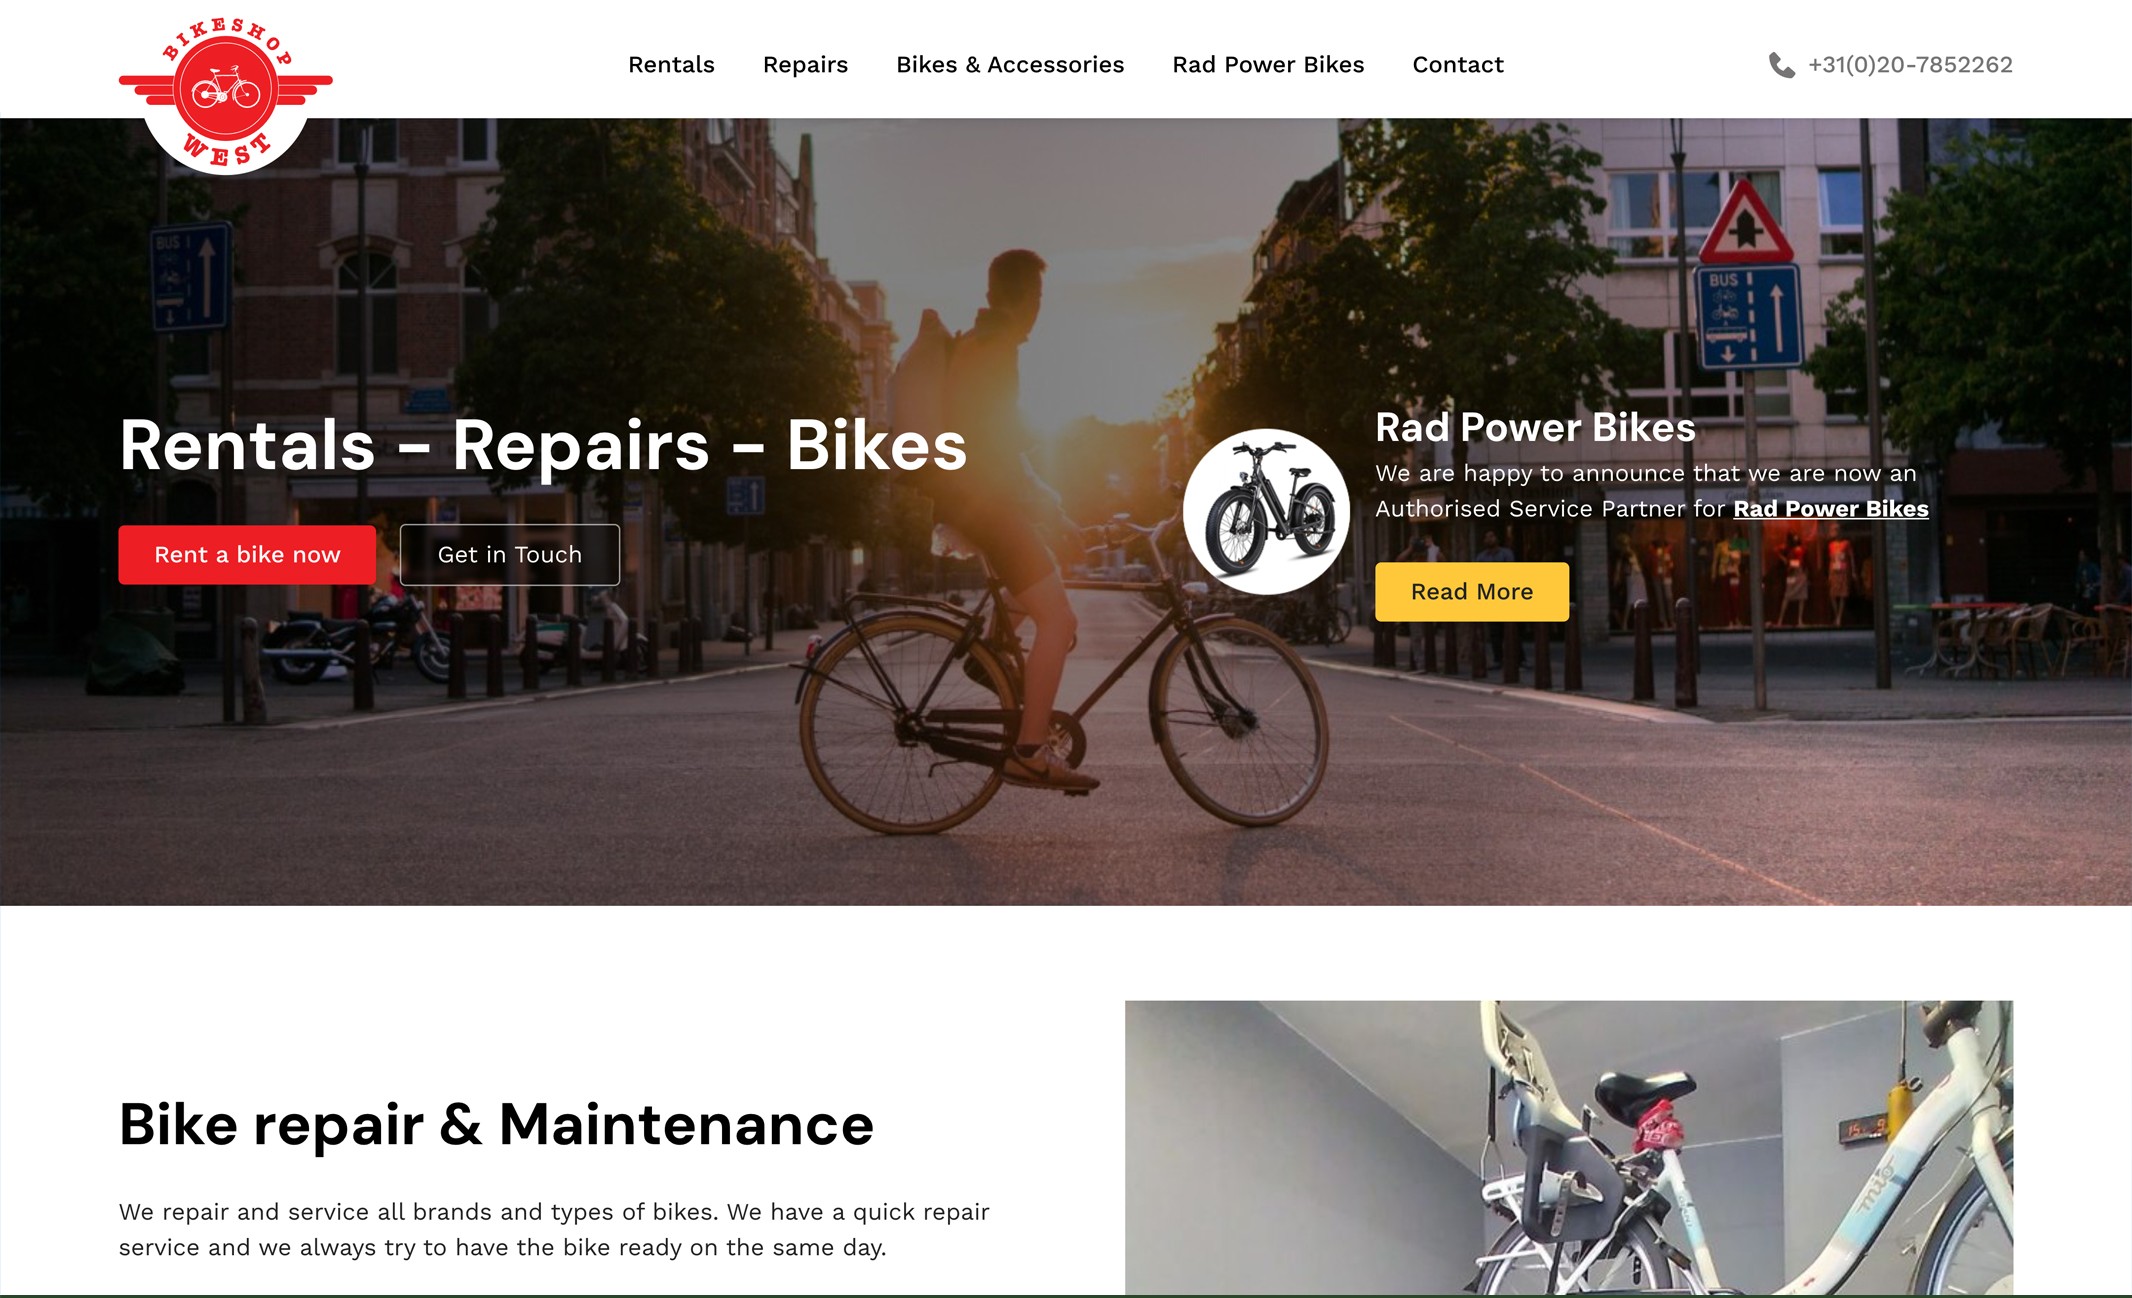 BIKESHOP
WEST
Rentals
Repairs
Bikes & Accessories
Rad Power Bikes
Contact
+31(0)20-7852262
BUS
BUS
Rentals - Repairs - Bikes
Rent a bike now
Get in Touch
Rad Power Bikes
We are happy to announce that we are now an
Authorised Service Partner for Rad Power Bikes
Read More
Bike repair & Maintenance
We repair and service all brands and types of bikes. We have a quick repair
service and we always try to have the bike ready on the same day.
mio